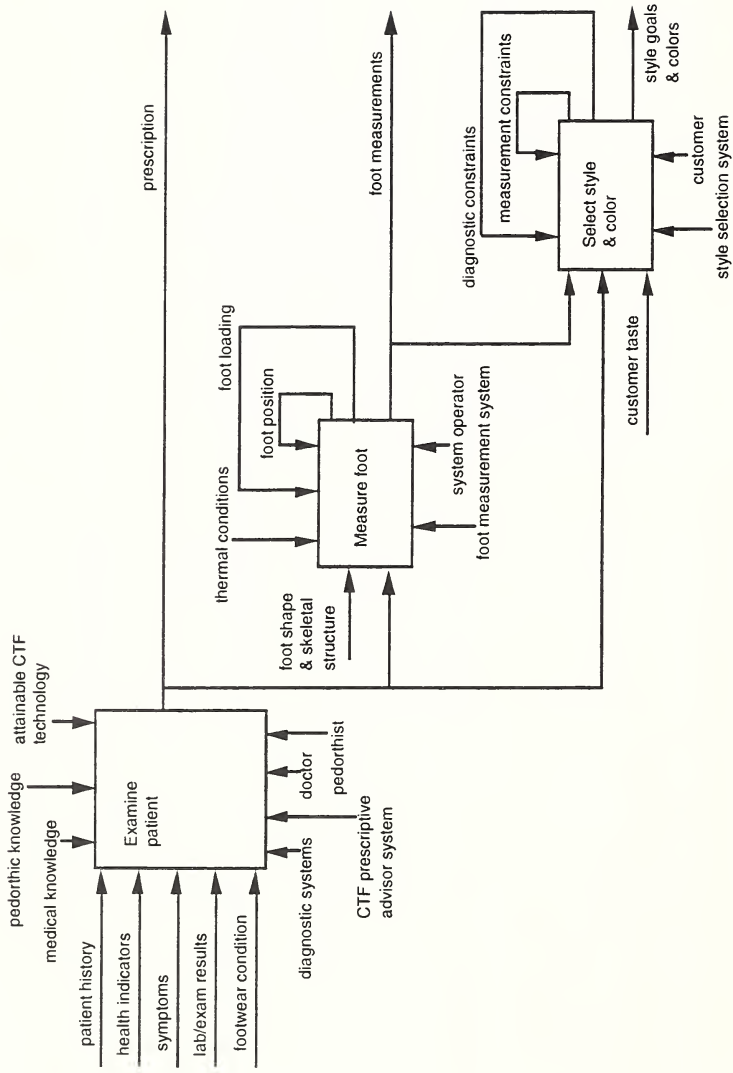 pedorthic knowledge
medical knowledge
attainable CTF
technology
patient history
health indicators
symptoms
lab/exam results
footwear condition
Examine
patient
diagnostic systems
CTF prescriptive
advisor system
doctor
pedorthist
prescription
thermal conditions
foot position
foot loading
foot shape
& skeletal
structure
Measure foot
foot measurement system
system operator
foot measurements
diagnostic constraints
measurement constraints
customer taste
Select style
& color
style selection system
customer
style goals
& colors